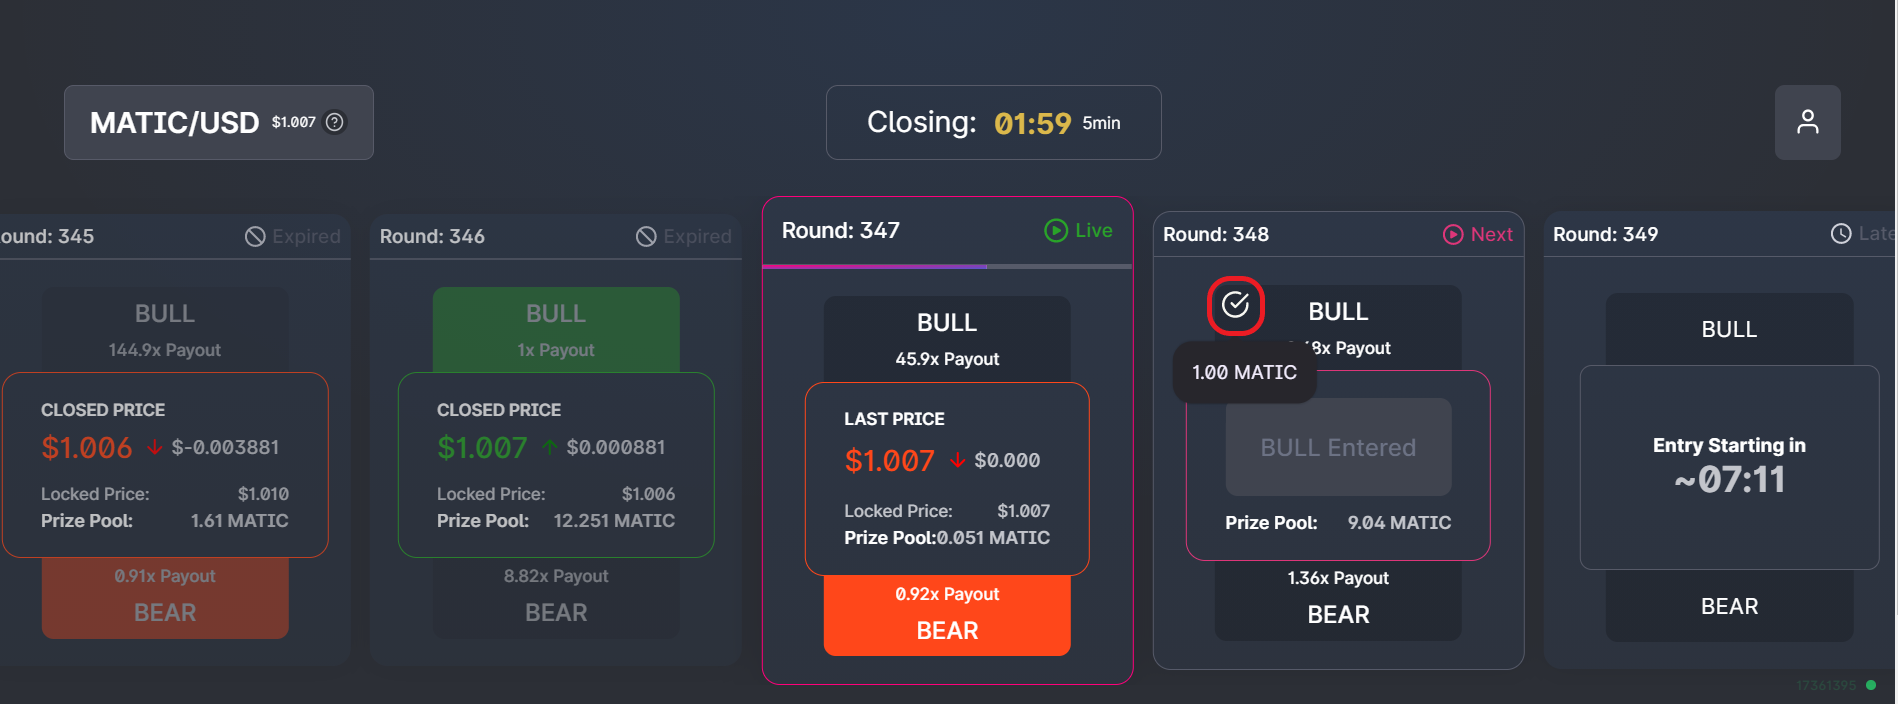 MATIC/USD $1.007
Closing: 01:59 5min
ound: 345 Expired
BULL
144.9x Payout
CLOSED PRICE
$1.006 $-0.003881
Locked Price: $1.010
Prize Pool: 1.61 MATIC
0.91x Payout
BEAR
Round: 346 Expired
BULL
1x Payout
CLOSED PRICE
$1.007 $0.000881
Locked Price: $1.006
Prize Pool: 12.251 MATIC
8.82x Payout
BEAR
Round: 347 Live
BULL
45.9x Payout
LAST PRICE
$1.007 $0.000
Locked Price: $1.007
Prize Pool:0.051 MATIC
0.92x Payout
BEAR
Round: 348 Next
BULL
8x Payout
1.00 MATIC
BULL Entered
Prize Pool: 9.04 MATIC
1.36x Payout
BEAR
Round: 349 Late
BULL
Entry Starting in
~07:11
BEAR
17361395